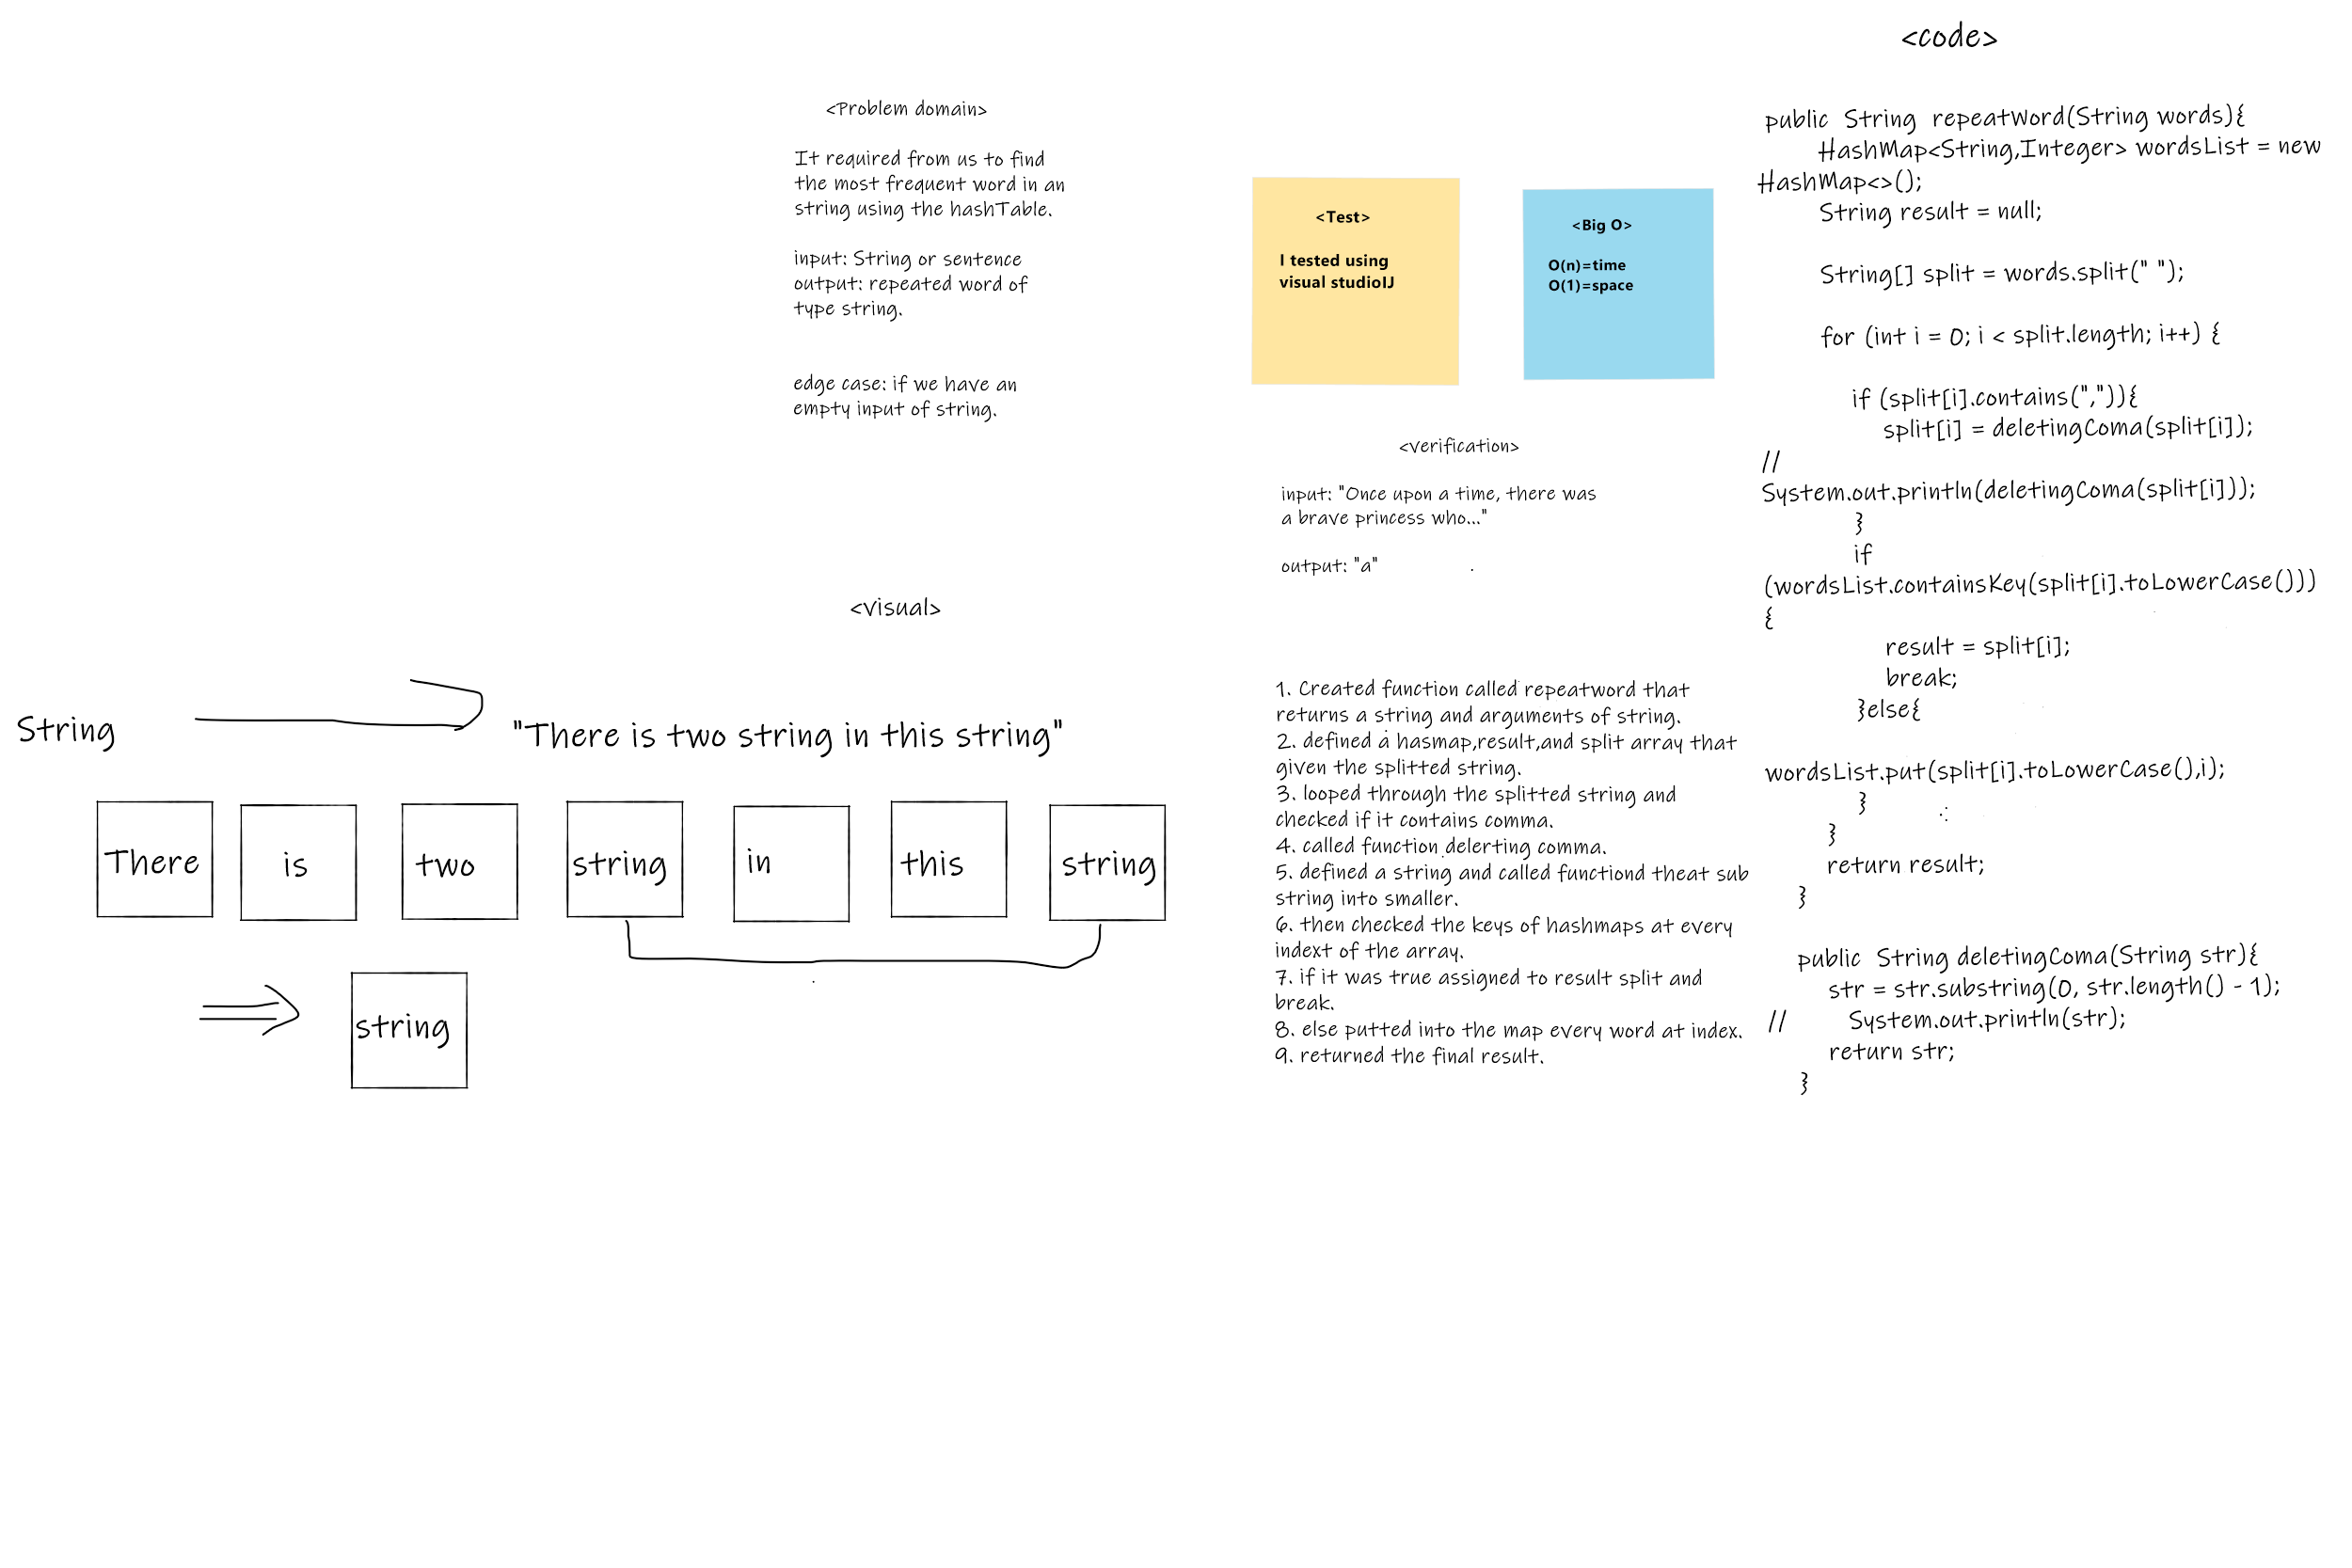 <Problem domain>
It required from us to find
the most frequent word in an
string using the hashTable.
input: String or sentence
output: repeated word of
type string.
edge case: if we have an
empty input of string.
<visual>
String
"There is two string in this string"
There is two string in this string
string
<Test>
I tested using
visual studioIJ
<Big O>
O(n)=time
O(1)=space
<verification>
input: "Once upon a time, there was
a brave princess who..."
output: "a"
1. Created function called repeatword that
returns a string and arguments of string.
2. defined a hasmap,result,and split array that
given the splitted string.
3. looped through the splitted string and
checked if it contains comma.
4. called function delerting comma.
5. defined a string and called functiond theat sub
string into smaller.
6. then checked the keys of hashmaps at every
indext of the array.
7. if it was true assigned to result split and
break.
8. else putted into the map every word at index.
9. returned the final result.
<code>
public String repeatWord(String words){
HashMap<String,Integer> wordsList = new
HashMap<>();
String result = null;
String[] split = words.split(" ");
for (int i = 0; i < split.length; i++) {
if (split[i].contains(",")){
split[i] = deletingComa(split[i]);
//
System.out.println(deletingComa(split[i]));
}
if
(wordsList.containsKey(split[i].toLowerCase()))
{
result = split[i];
break;
}else{
wordsList.put(split[i].toLowerCase(),i);
}
}
return result;
}
public String deletingComa(String str){
str = str.substring(0, str.length() - 1);
// System.out.println(str);
return str;
}